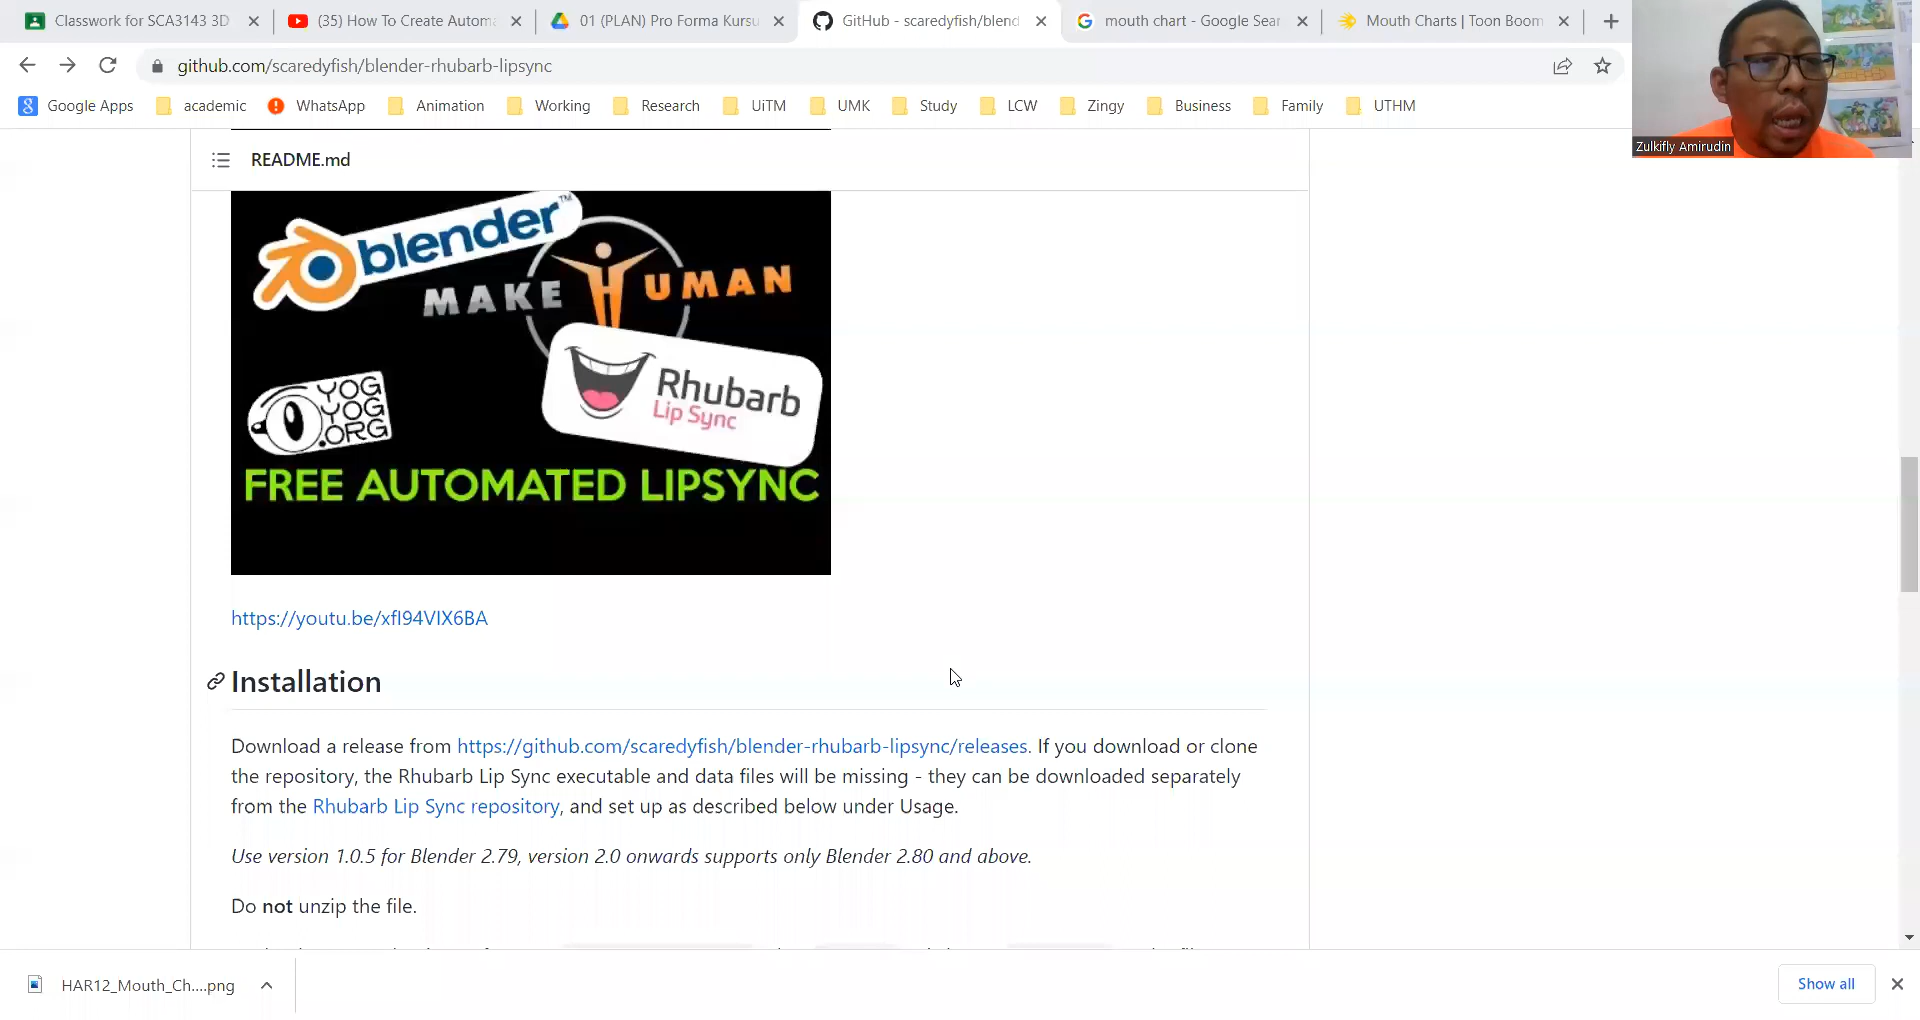 Classwork for SCA3143 3D
(35) How To Create Automa
01 (PLAN) Pro Forma Kursu
GitHub - scaredyfish/blend
mouth chart - Google Sear
Mouth Charts | Toon Boom
github.com/scaredyfish/blender-rhubarb-lipsync
Google Apps
academic
WhatsApp
Animation
Working
Research
UiTM
UMK
Study
LCW
Zingy
Business
Family
UTHM
Zulkifly Amirudin
README.md
blender™
MAKE HUMAN
Rhubarb
Lip Sync
YOG
YOG
.ORG
FREE AUTOMATED LIPSYNC
https://youtu.be/xfI94VIX6BA
Installation
Download a release from https://github.com/scaredyfish/blender-rhubarb-lipsync/releases. If you download or clone
the repository, the Rhubarb Lip Sync executable and data files will be missing - they can be downloaded separately
from the Rhubarb Lip Sync repository, and set up as described below under Usage.
Use version 1.0.5 for Blender 2.79, version 2.0 onwards supports only Blender 2.80 and above.
Do not unzip the file.
HAR12_Mouth_Ch....png
Show all